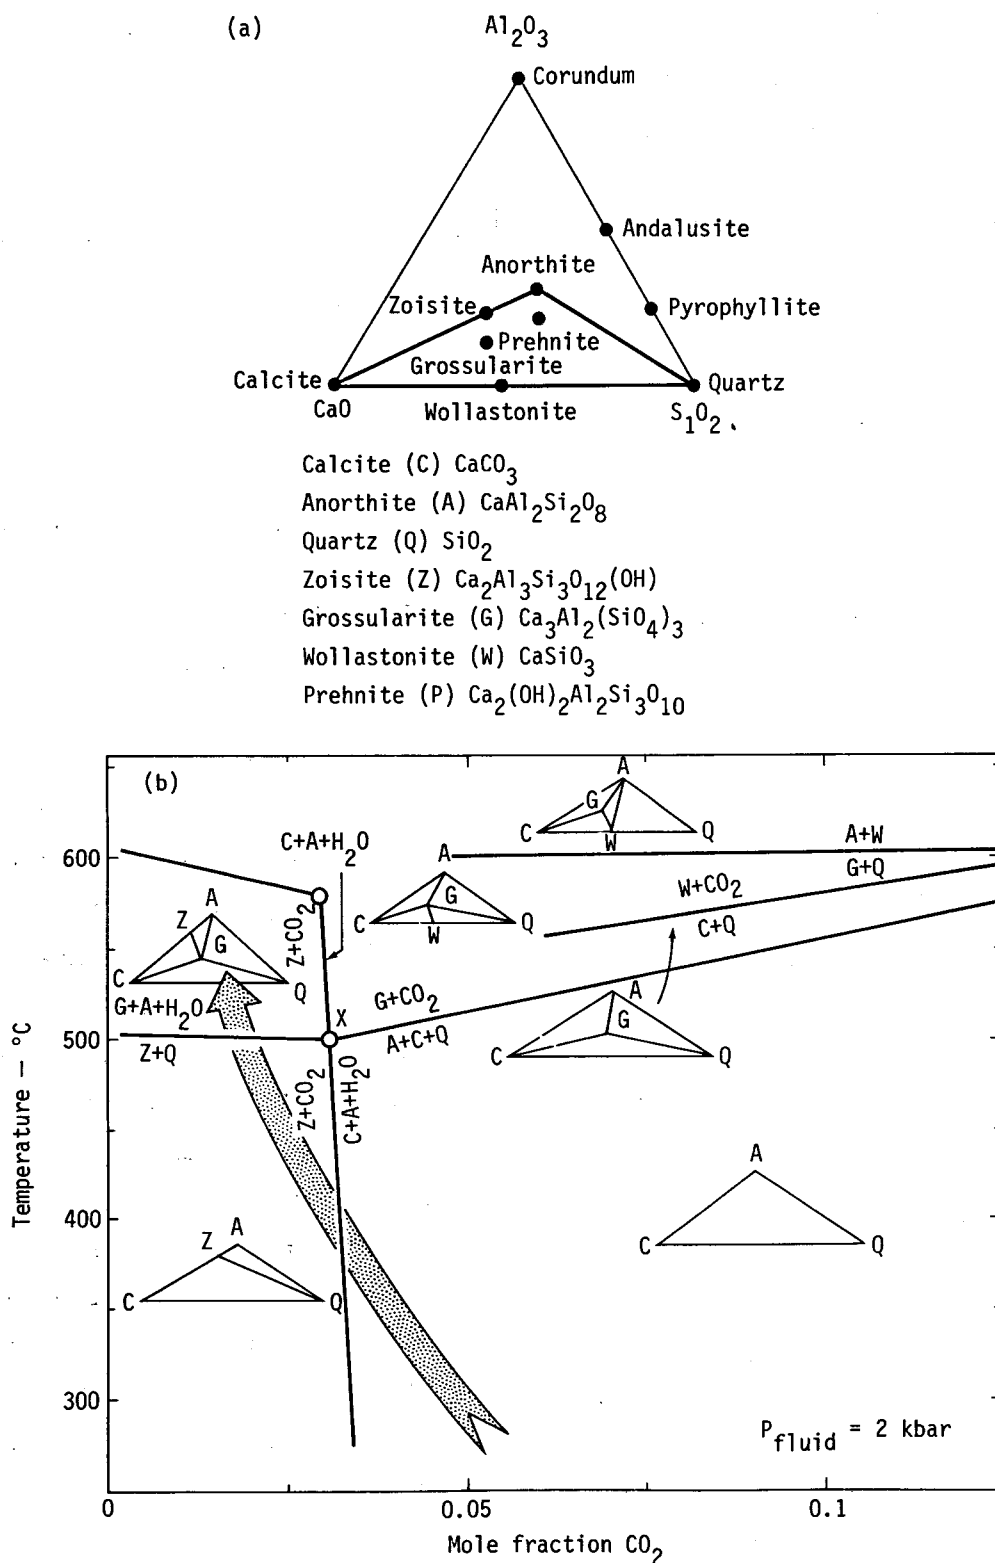 (a)
Al2O3
Corundum
Andalusite
Anorthite
Zoisite
Pyrophyllite
Prehnite
Grossularite
Calcite
Quartz
CaO
Wollastonite
S1O2.
Calcite (C) CaCO3
Anorthite (A) CaAl2Si2O8
Quartz (Q) SiO2
Zoisite (Z) Ca2Al3Si3O12(OH)
Grossularite (G) Ca3Al2(SiO4)3
Wollastonite (W) CaSiO3
Prehnite (P) Ca2(OH)2Al2Si3O10
(b)
A
G
C
W
Q
C+A+H2O
A+W
G+Q
600
A
G
C
W
Q
W+CO2
C+Q
A
Z
G
C
Q
Z+CO2
G+A+H2O
X
G+CO2
A+C+Q
A
G
C
Q
500
Z+Q
Z+CO2
C+A+H2O
Temperature — °C
A
C
Q
400
A
Z
C
Q
300
Pfluid = 2 kbar
0
0.05
0.1
Mole fraction CO2